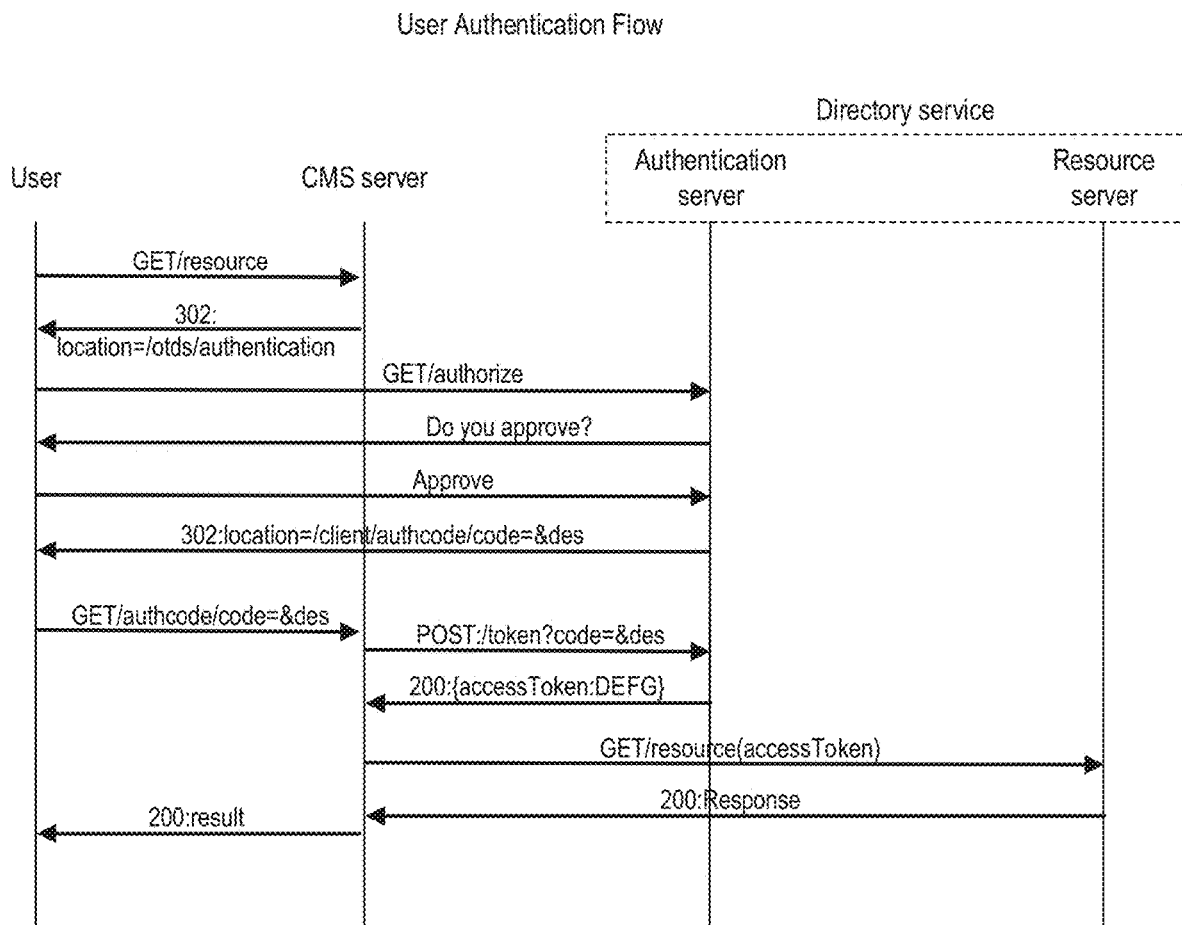 User Authentication Flow
Directory service
User
CMS server
Authentication
server
Resource
server
GET/resource
302:
location=/otds/authentication
GET/authorize
Do you approve?
Approve
302:location=/client/authcode/code=&des
GET/authcode/code=&des
POST:/token?code=&des
200:{accessToken:DEFG}
GET/resource(accessToken)
200:Response
200:result